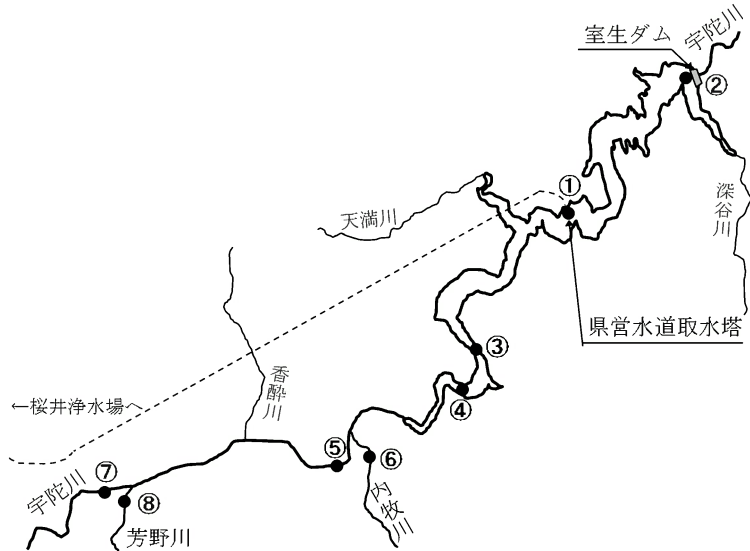 宇陀川
室生ダム
②
①
深谷川
天満川
県営水道取水塔
③
香酔川
④
←桜井浄水場へ
⑤
⑥
⑦
宇陀川
⑧
内牧川
芳野川